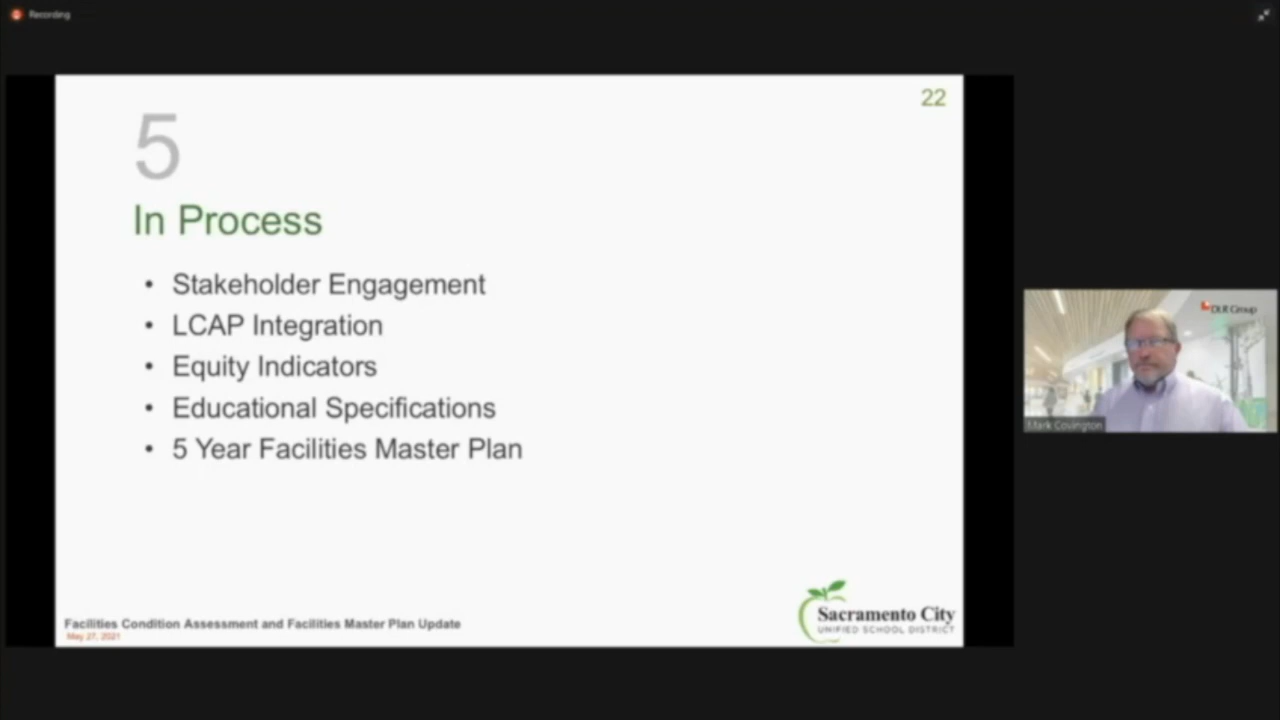 Recording
22
5
In Process
• Stakeholder Engagement
• LCAP Integration
• Equity Indicators
• Educational Specifications
• 5 Year Facilities Master Plan
DLR Group
Mark Covington
Facilities Condition Assessment and Facilities Master Plan Update
May 27, 2021
Sacramento City
UNIFIED SCHOOL DISTRICT